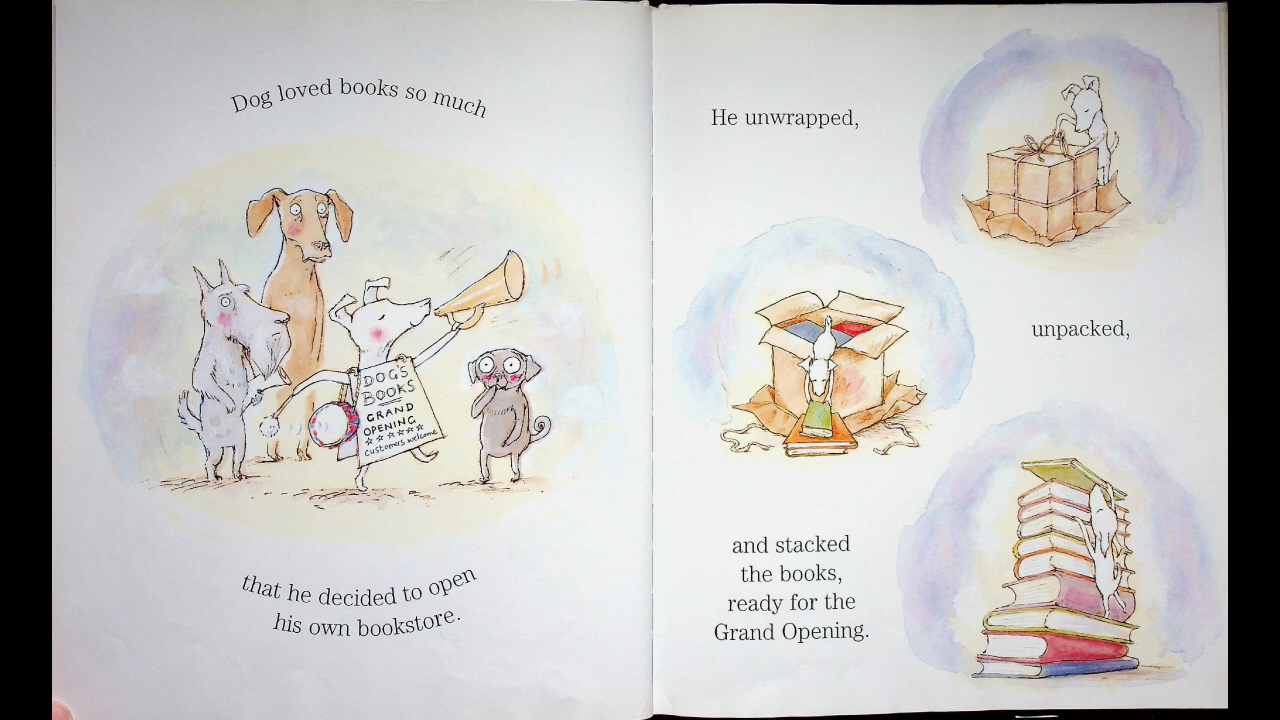 Dog loved books so much
DOG'S
BOOKS
GRAND
OPENING
☆☆☆☆☆☆
Customers welcome
that he decided to open
his own bookstore.
He unwrapped,
unpacked,
and stacked
the books,
ready for the
Grand Opening.